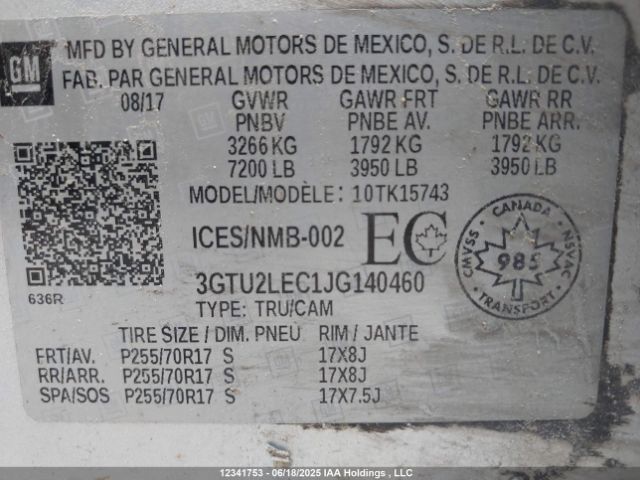 GM
MFD BY GENERAL MOTORS DE MEXICO, S. DE R.L. DE C.V.
FAB. PAR GENERAL MOTORS DE MEXICO, S. DE R.L. DE C.V.
08/17 GVWR GAWR FRT GAWR RR
PNBV PNBE AV. PNBE ARR.
3266 KG 1792 KG 1792 KG
7200 LB 3950 LB 3950 LB
MODEL/MODÈLE: 10TK15743
ICES/NMB-002 EC
CANADA
CMVSS 985 NSVAC
TRANSPORT
3GTU2LEC1JG140460
636R
TYPE: TRU/CAM
TIRE SIZE / DIM. PNEU RIM / JANTE
FRT/AV. P255/70R17 S 17X8J
RR/ARR. P255/70R17 S 17X8J
SPA/SOS P255/70R17 S 17X7.5J
12341753 - 06/18/2025 IAA Holdings , LLC